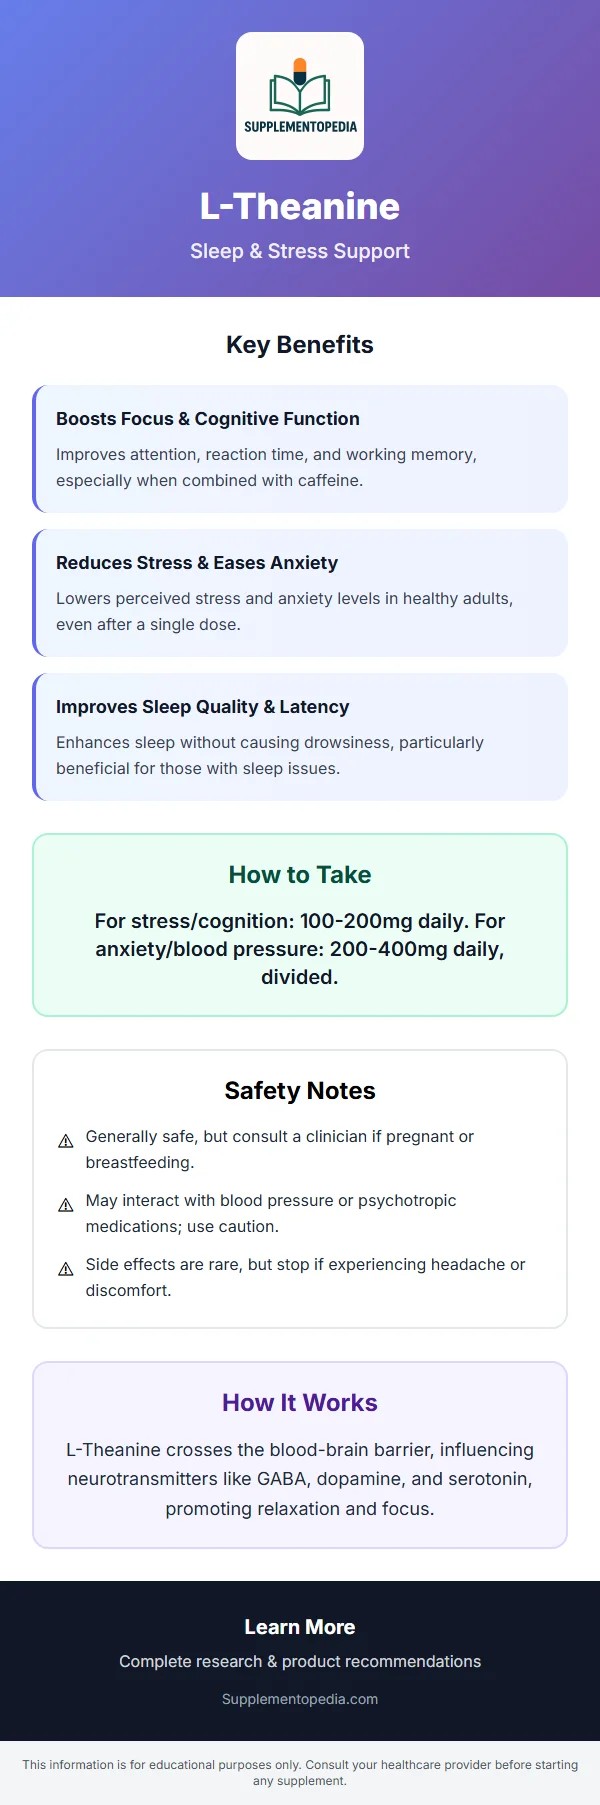 SUPPLEMENTOPEDIA
L-Theanine
Sleep & Stress Support
Key Benefits
Boosts Focus & Cognitive Function
Improves attention, reaction time, and working memory,
especially when combined with caffeine.
Reduces Stress & Eases Anxiety
Lowers perceived stress and anxiety levels in healthy adults,
even after a single dose.
Improves Sleep Quality & Latency
Enhances sleep without causing drowsiness, particularly
beneficial for those with sleep issues.
How to Take
For stress/cognition: 100-200mg daily. For
anxiety/blood pressure: 200-400mg daily,
divided.
Safety Notes
Generally safe, but consult a clinician if pregnant or
breastfeeding.
May interact with blood pressure or psychotropic
medications; use caution.
Side effects are rare, but stop if experiencing headache or
discomfort.
How It Works
L-Theanine crosses the blood-brain barrier, influencing
neurotransmitters like GABA, dopamine, and serotonin,
promoting relaxation and focus.
Learn More
Complete research & product recommendations
Supplementopedia.com
This information is for educational purposes only. Consult your healthcare provider before starting
any supplement.